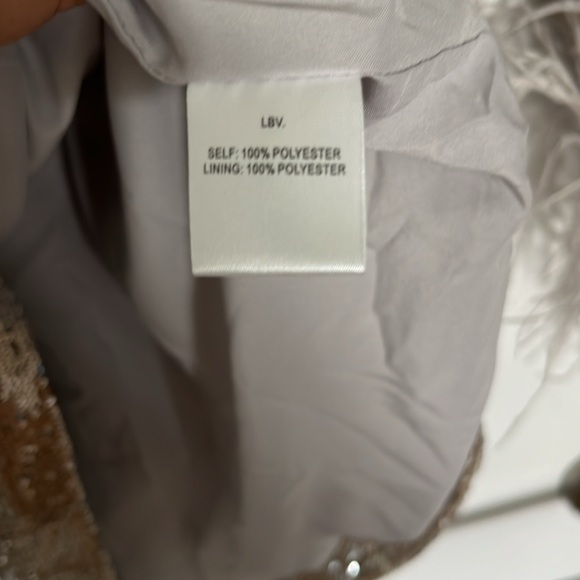 LBV.
SELF: 100% POLYESTER
LINING: 100% POLYESTER